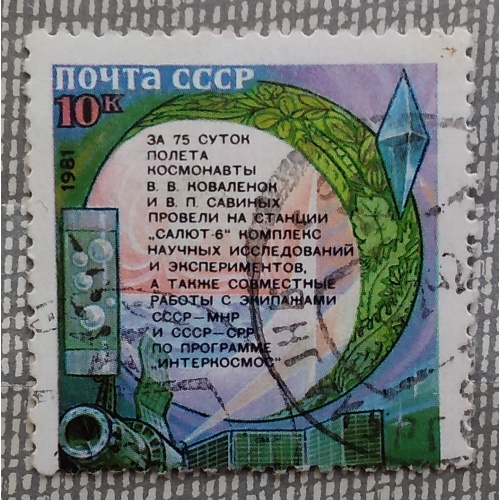 ПОЧТА СССР
10К
1981
ЗА 75 СУТОК
ПОЛЕТА
КОСМОНАВТЫ
В. В. КОВАЛЕНОК
И В. П. САВИНЫХ
ПРОВЕЛИ НА СТАНЦИИ
„САЛЮТ-6" КОМПЛЕКС
НАУЧНЫХ ИССЛЕДОВАНИЙ
И ЭКСПЕРИМЕНТОВ,
А ТАКЖЕ СОВМЕСТНЫЕ
РАБОТЫ С ЭКИПАЖАМИ
СССР—МНР
И СССР—СРР
ПО ПРОГРАММЕ
„ИНТЕРКОСМОС"